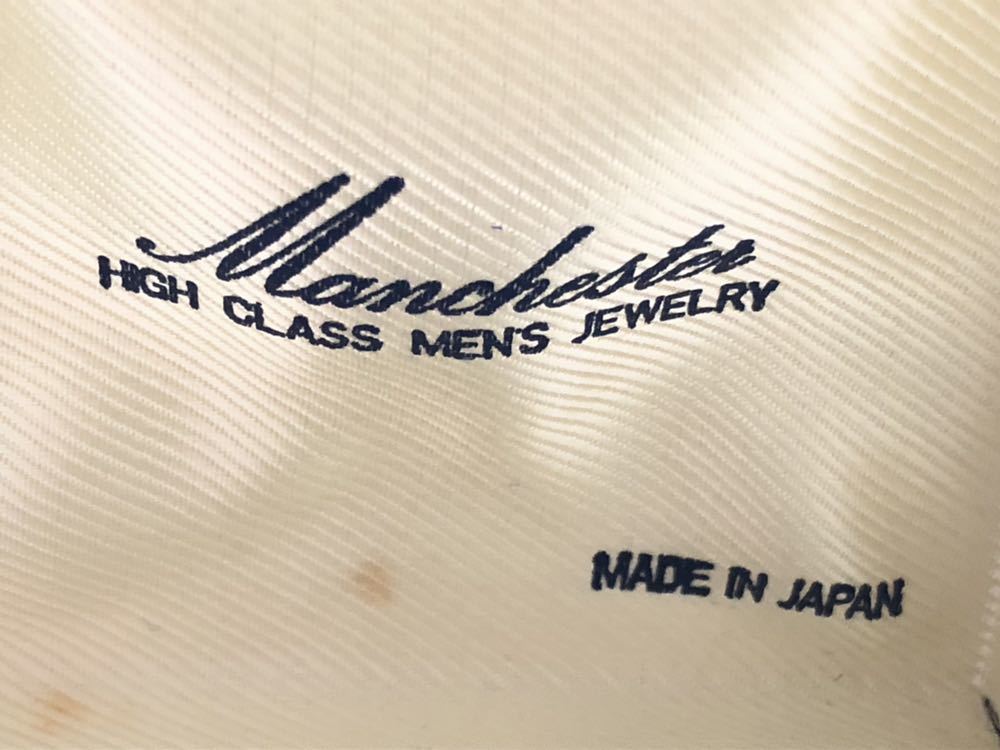 Manchester
HIGH CLASS MEN'S JEWELRY
MADE IN JAPAN